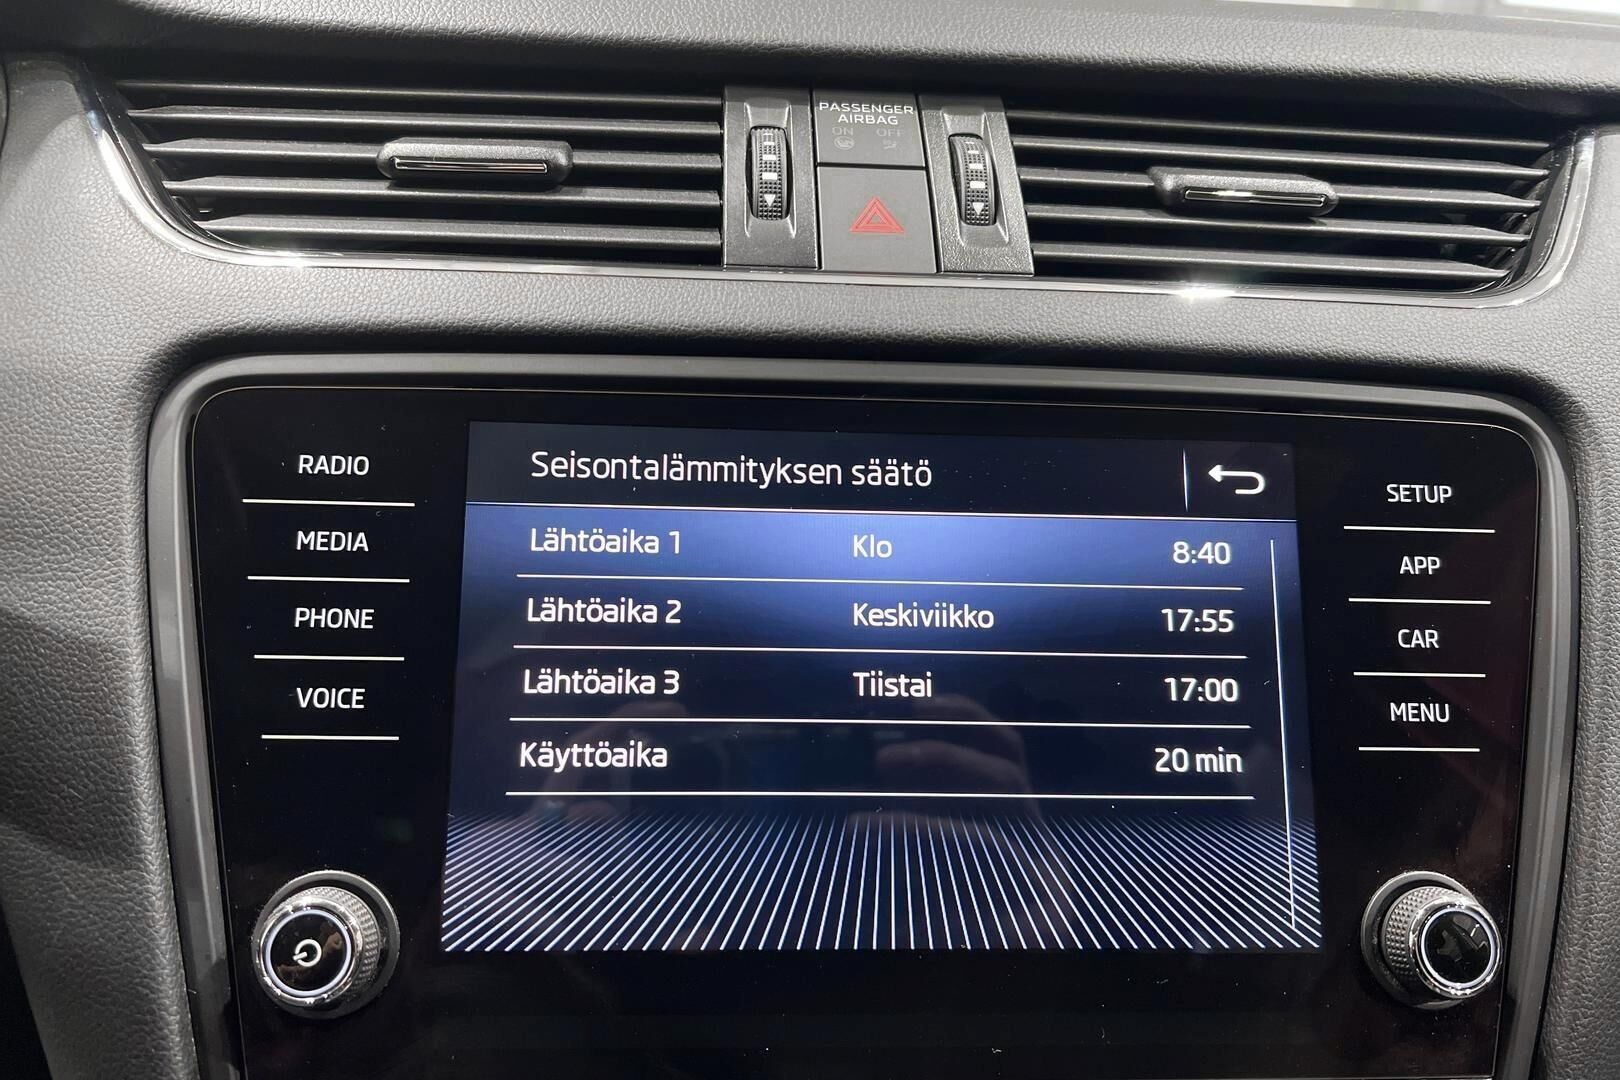 PASSENGER
AIRBAG
ON OFF
RADIO
MEDIA
PHONE
VOICE
Seisontalämmityksen säätö
Lähtöaika 1 Klo 8:40
Lähtöaika 2 Keskiviikko 17:55
Lähtöaika 3 Tiistai 17:00
Käyttöaika 20 min
SETUP
APP
CAR
MENU